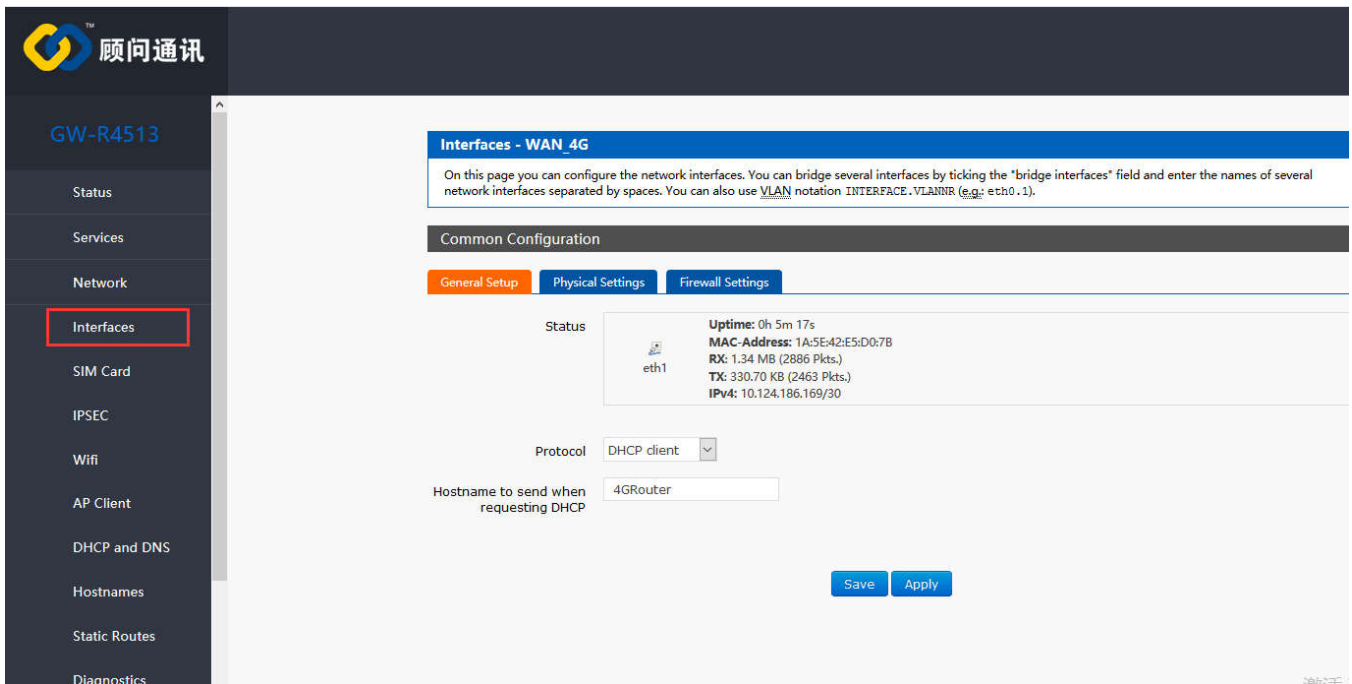 TM
顾问通讯
GW-R4513
Status
Services
Network
Interfaces
SIM Card
IPSEC
Wifi
AP Client
DHCP and DNS
Hostnames
Static Routes
Diagnostics
Interfaces - WAN_4G
On this page you can configure the network interfaces. You can bridge several interfaces by ticking the "bridge interfaces" field and enter the names of several
network interfaces separated by spaces. You can also use VLAN notation INTERFACE.VLANNR (e.g.: eth0.1).
Common Configuration
General Setup Physical Settings Firewall Settings
Status
eth1
Uptime: 0h 5m 17s
MAC-Address: 1A:5E:42:E5:D0:7B
RX: 1.34 MB (2886 Pkts.)
TX: 330.70 KB (2463 Pkts.)
IPv4: 10.124.186.169/30
Protocol DHCP client
Hostname to send when
requesting DHCP
4GRouter
Save Apply
激活